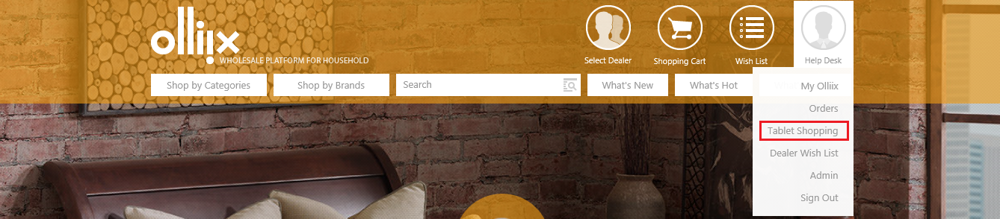 olliix
WHOLESALE PLATFORM FOR HOUSEHOLD
Select Dealer
Shopping Cart
Wish List
Help Desk
Shop by Categories
Shop by Brands
Search
What's New
What's Hot
My Olliix
Orders
Tablet Shopping
Dealer Wish List
Admin
Sign Out